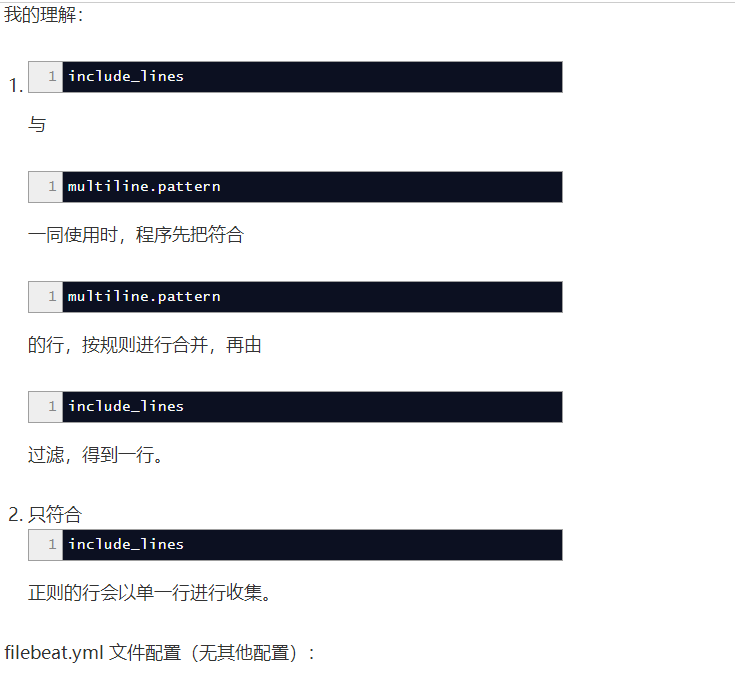 我的理解：
1. 1 include_lines
与
1 multiline.pattern
一同使用时，程序先把符合
1 multiline.pattern
的行，按规则进行合并，再由
1 include_lines
过滤，得到一行。
2. 只符合
1 include_lines
正则的行会以单一行进行收集。
filebeat.yml 文件配置（无其他配置）：